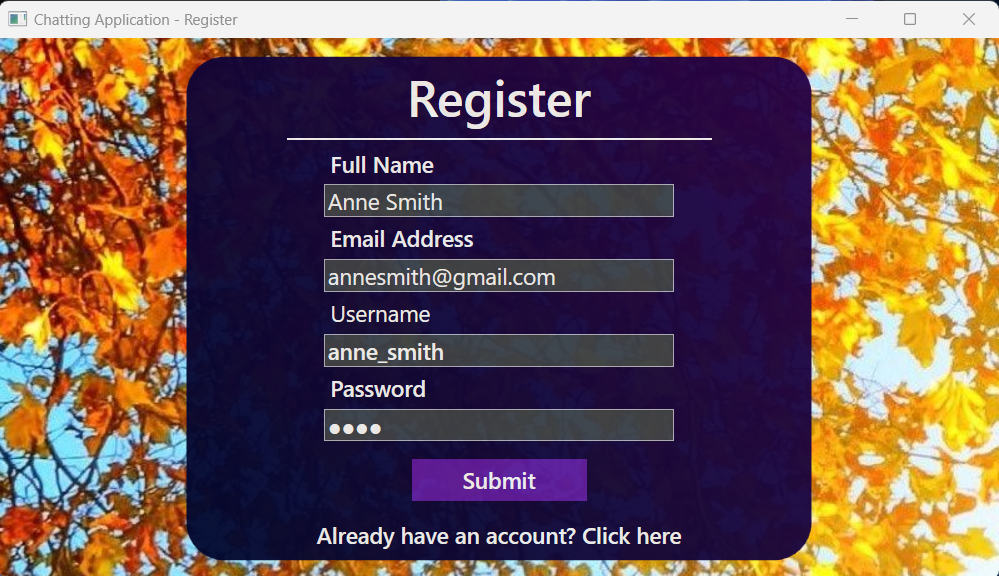 Chatting Application - Register
Register
Full Name
Anne Smith
Email Address
annesmith@gmail.com
Username
anne_smith
Password
●●●●
Submit
Already have an account? Click here